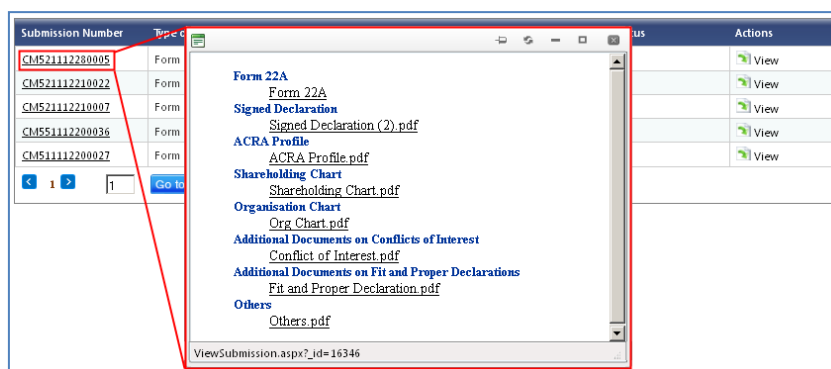 Submission Number Type o tus Actions
CM521112280005 Form View
CM521112210022 Form View
CM521112210007 Form View
CM551112200036 Form View
CM511112200027 Form View
1 1 Go to
Form 22A
Form 22A
Signed Declaration
Signed Declaration (2).pdf
ACRA Profile
ACRA Profile.pdf
Shareholding Chart
Shareholding Chart.pdf
Organisation Chart
Org Chart.pdf
Additional Documents on Conflicts of Interest
Conflict of Interest.pdf
Additional Documents on Fit and Proper Declarations
Fit and Proper Declaration.pdf
Others
Others.pdf
ViewSubmission.aspx?_id=16346